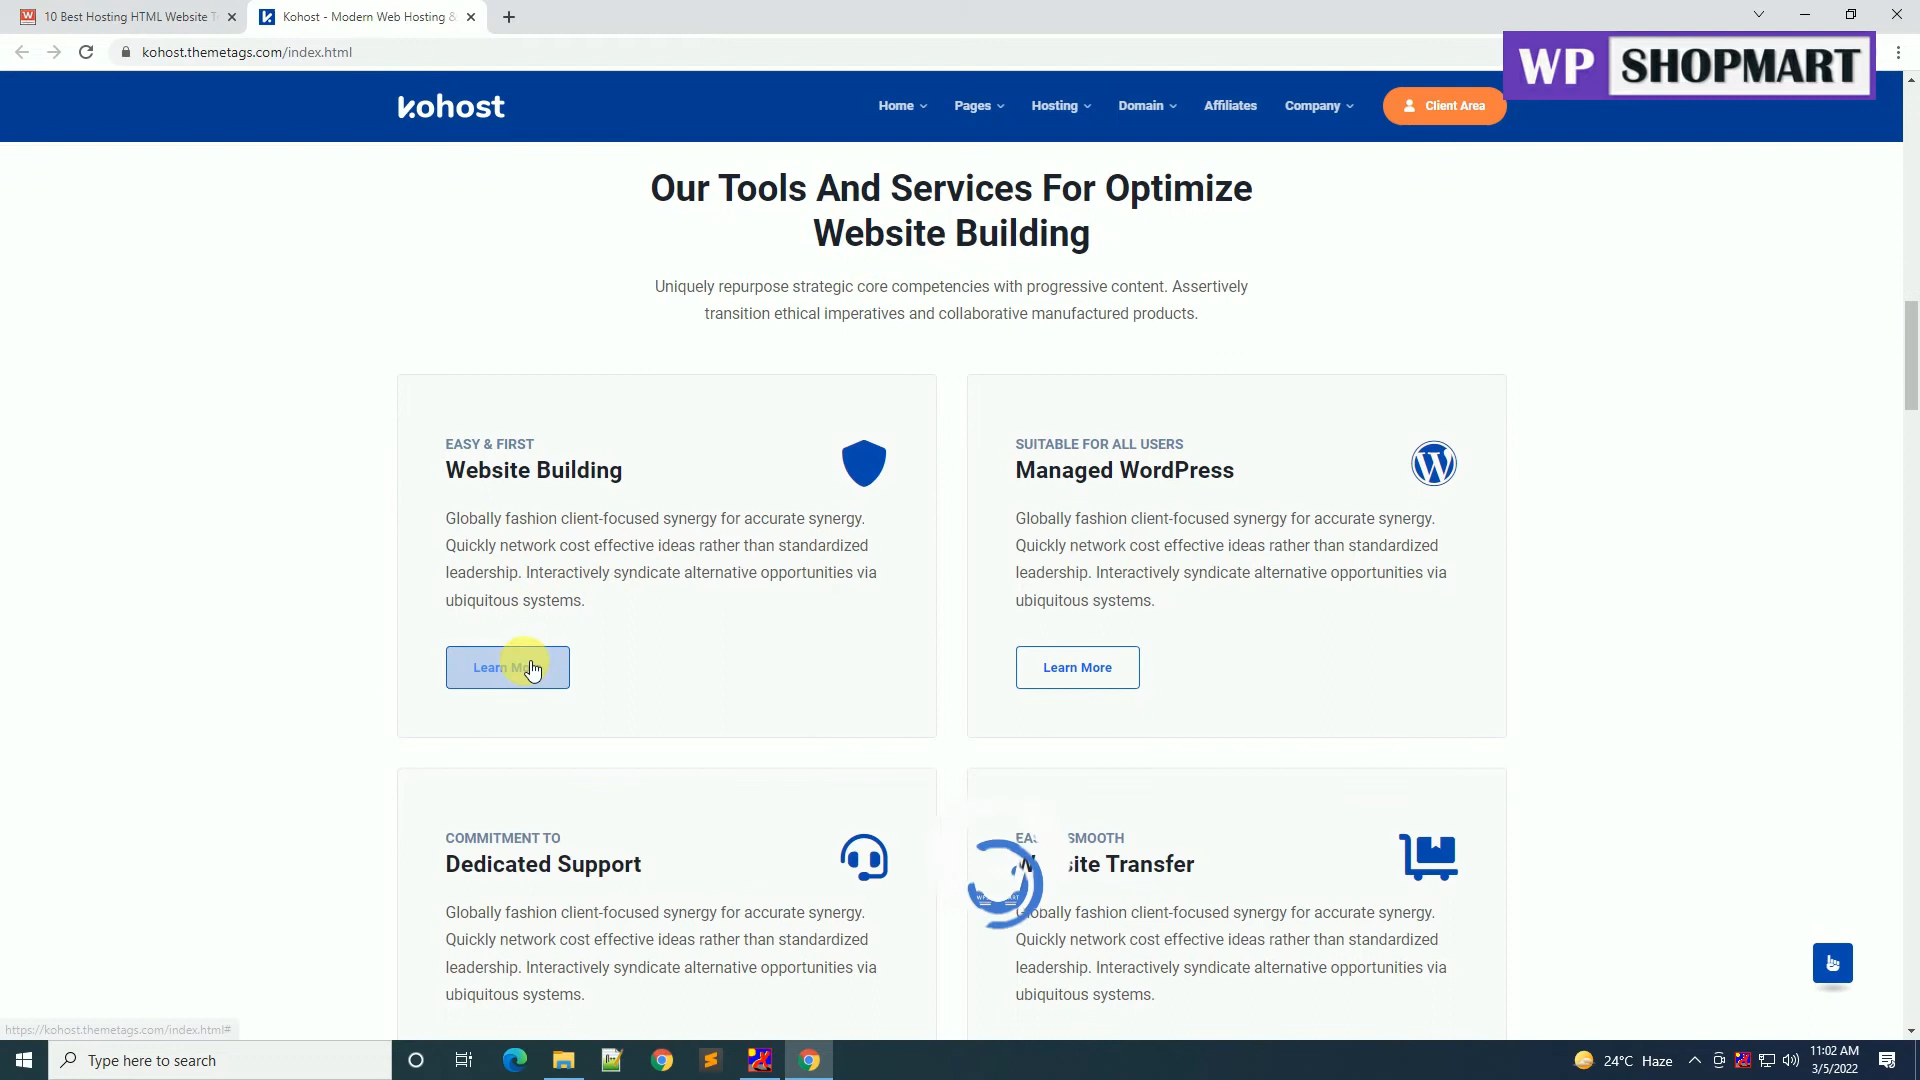 10 Best Hosting HTML Website T
Kohost - Modern Web Hosting &
kohost.themetags.com/index.html
WP SHOPMART
kohost
Home
Pages
Hosting
Domain
Affiliates
Company
Client Area
Our Tools And Services For Optimize
Website Building
Uniquely repurpose strategic core competencies with progressive content. Assertively
transition ethical imperatives and collaborative manufactured products.
EASY & FIRST
Website Building
Globally fashion client-focused synergy for accurate synergy.
Quickly network cost effective ideas rather than standardized
leadership. Interactively syndicate alternative opportunities via
ubiquitous systems.
Learn
SUITABLE FOR ALL USERS
Managed WordPress
Globally fashion client-focused synergy for accurate synergy.
Quickly network cost effective ideas rather than standardized
leadership. Interactively syndicate alternative opportunities via
ubiquitous systems.
Learn More
COMMITMENT TO
Dedicated Support
Globally fashion client-focused synergy for accurate synergy.
Quickly network cost effective ideas rather than standardized
leadership. Interactively syndicate alternative opportunities via
ubiquitous systems.
SMOOTH
Transfer
Globally fashion client-focused synergy for accurate synergy.
Quickly network cost effective ideas rather than standardized
leadership. Interactively syndicate alternative opportunities via
ubiquitous systems.
https://kohost.themetags.com/index.html#
Type here to search
24°C Haze
11:02 AM
3/5/2022